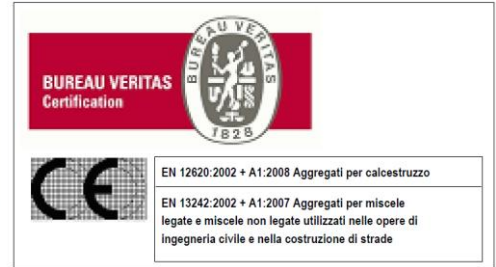 BUREAU VERITAS
BUREAU VERITAS
Certification
1828
CE
EN 12620:2002 + A1:2008 Aggregati per calcestruzzo
EN 13242:2002 + A1:2007 Aggregati per miscele
legate e miscele non legate utilizzati nelle opere di
ingegneria civile e nella costruzione di strade